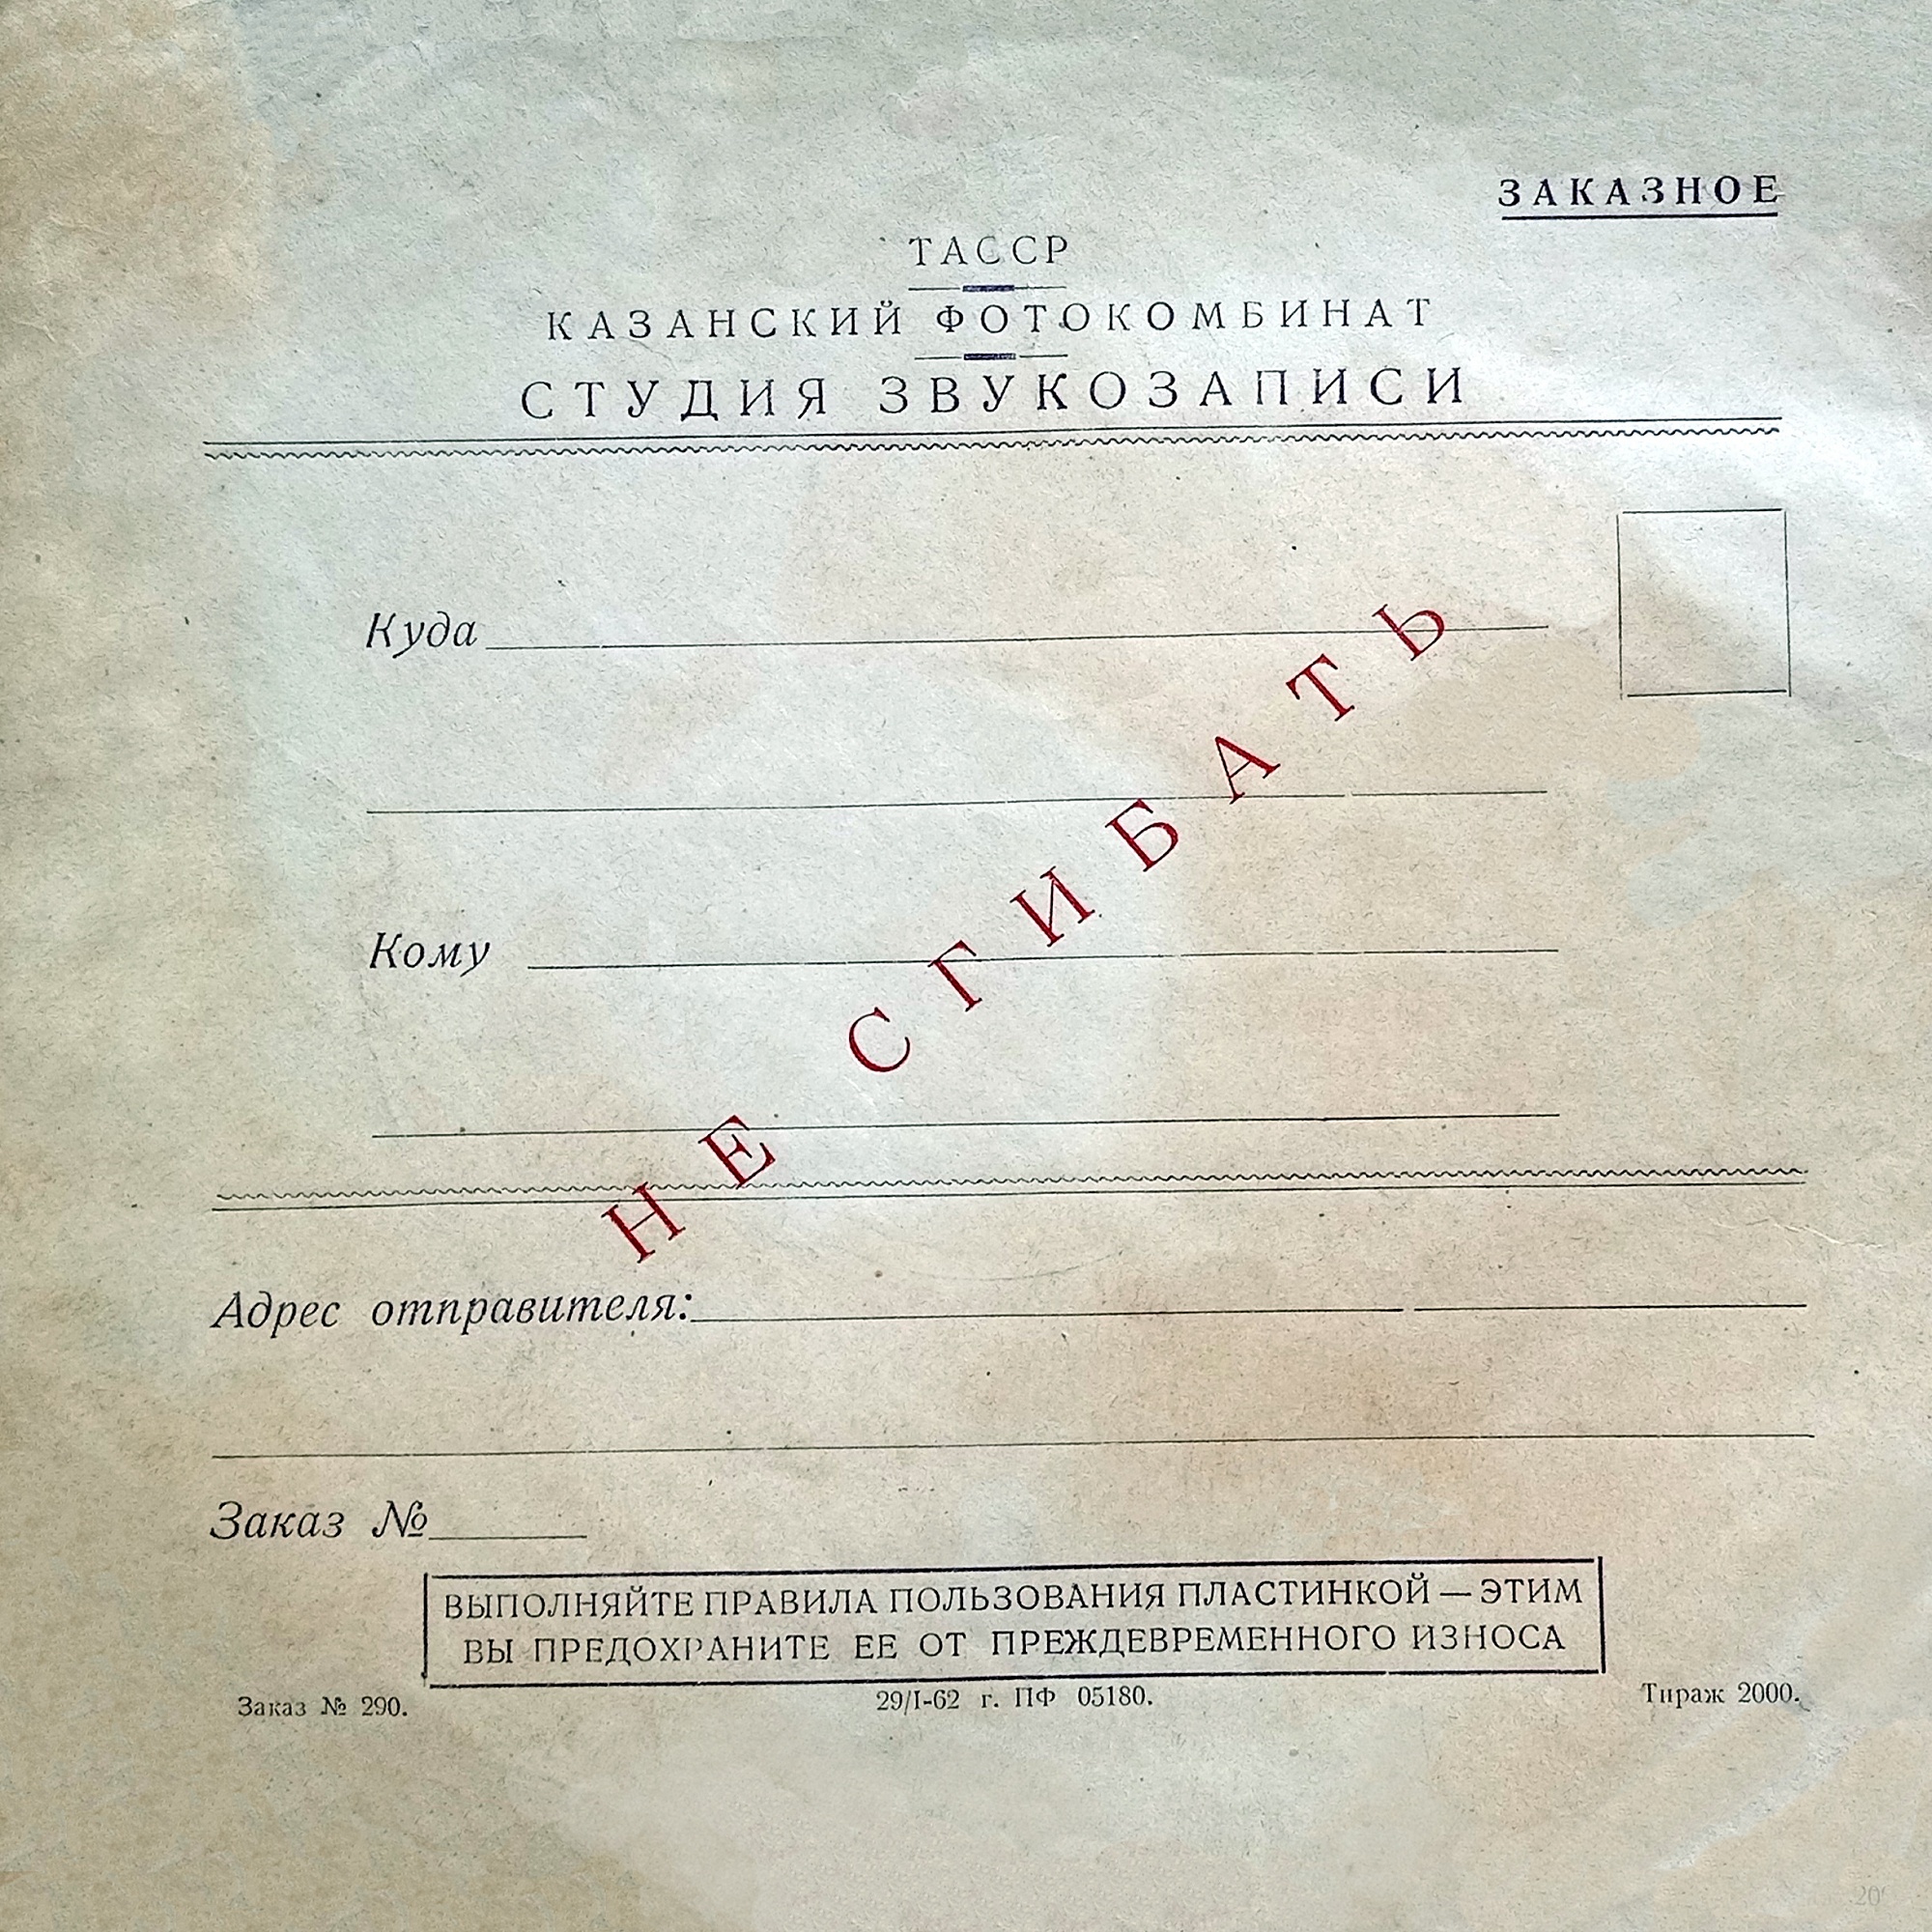 ЗАКАЗНОЕ
ТАССР
КАЗАНСКИЙ ФОТОКОМБИНАТ
СТУДИЯ ЗВУКОЗАПИСИ
Куда
Кому
НЕ СГИБАТЬ
Адрес отправителя:
Заказ №
ВЫПОЛНЯЙТЕ ПРАВИЛА ПОЛЬЗОВАНИЯ ПЛАСТИНКОЙ — ЭТИМ
ВЫ ПРЕДОХРАНИТЕ ЕЕ ОТ ПРЕЖДЕВРЕМЕННОГО ИЗНОСА
Заказ № 290. 29/I-62 г. ПФ 05180. Тираж 2000.